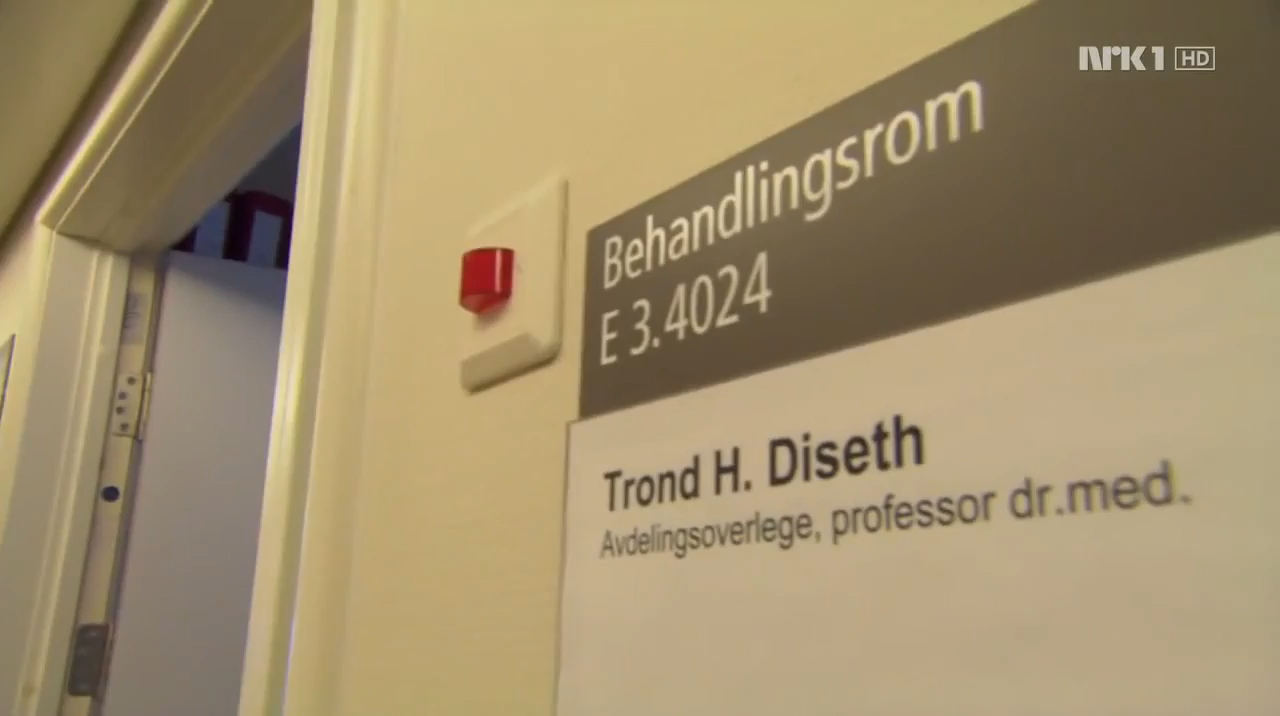 nrk1 HD
Behandlingsrom
E 3.4024
Trond H. Diseth
Avdelingsoverlege, professor dr.med.